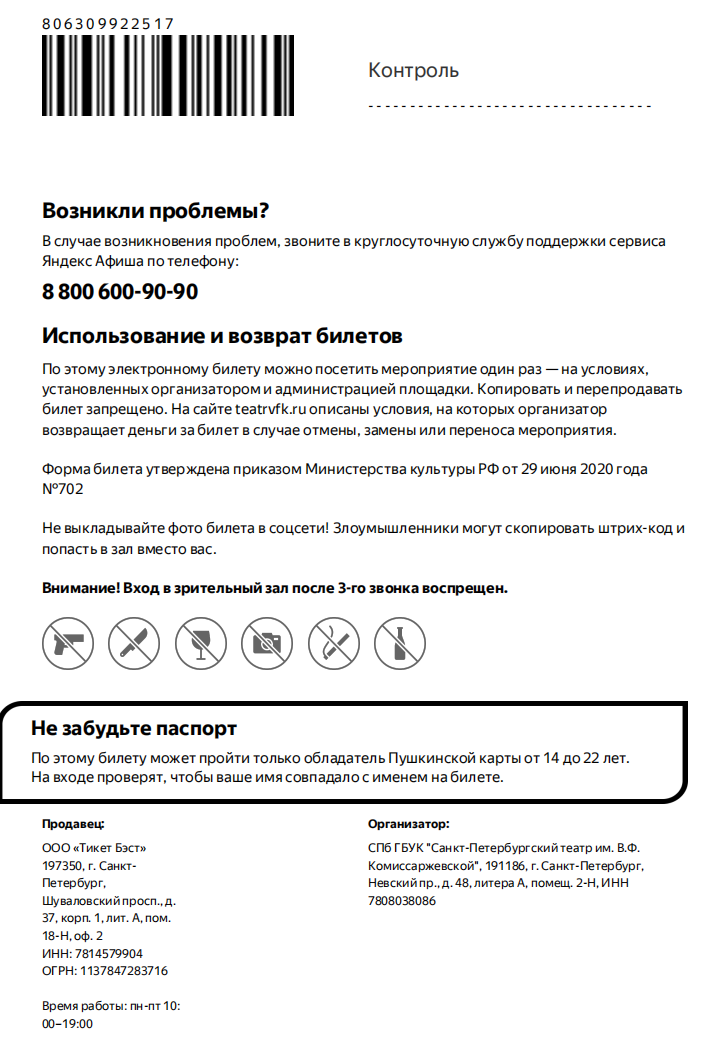 806309922517
Контроль
Возникли проблемы?
В случае возникновения проблем, звоните в круглосуточную службу поддержки сервиса
Яндекс Афиша по телефону:
8 800 600-90-90
Использование и возврат билетов
По этому электронному билету можно посетить мероприятие один раз — на условиях,
установленных организатором и администрацией площадки. Копировать и перепродавать
билет запрещено. На сайте teatrvfk.ru описаны условия, на которых организатор
возвращает деньги за билет в случае отмены, замены или переноса мероприятия.
Форма билета утверждена приказом Министерства культуры РФ от 29 июня 2020 года
№702
Не выкладывайте фото билета в соцсети! Злоумышленники могут скопировать штрих-код и
попасть в зал вместо вас.
Внимание! Вход в зрительный зал после 3-го звонка воспрещен.
Не забудьте паспорт
По этому билету может пройти только обладатель Пушкинской карты от 14 до 22 лет.
На входе проверят, чтобы ваше имя совпадало с именем на билете.
Продавец:
ООО «Тикет Бэст»
197350, г. Санкт-
Петербург,
Шуваловский просп., д.
37, корп. 1, лит. А, пом.
18-Н, оф. 2
ИНН: 7814579904
ОГРН: 1137847283716
Время работы: пн-пт 10:
00–19:00
Организатор:
СПб ГБУК "Санкт-Петербургский театр им. В.Ф.
Комиссаржевской", 191186, г. Санкт-Петербург,
Невский пр., д. 48, литера А, помещ. 2-Н, ИНН
7808038086